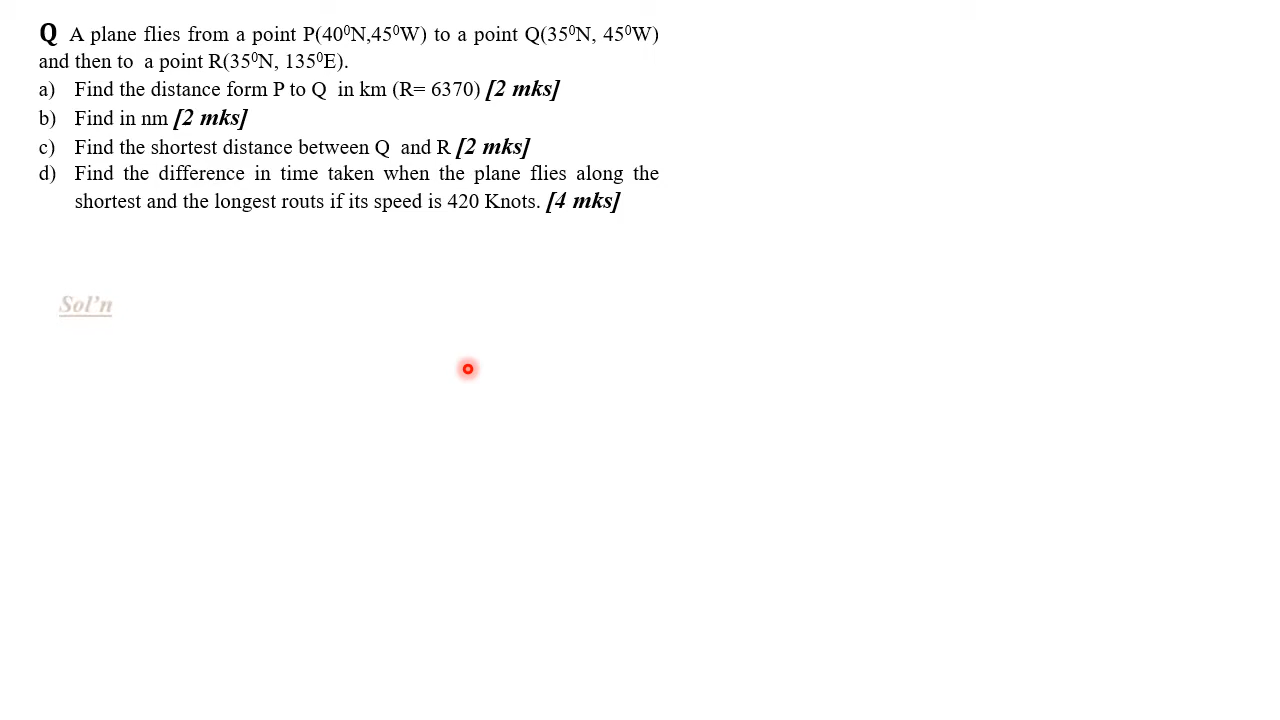 Q A plane flies from a point P(40⁰N,45⁰W) to a point Q(35⁰N, 45⁰W)
and then to a point R(35⁰N, 135⁰E).
a) Find the distance form P to Q in km (R= 6370) [2 mks]
b) Find in nm [2 mks]
c) Find the shortest distance between Q and R [2 mks]
d) Find the difference in time taken when the plane flies along the
shortest and the longest routs if its speed is 420 Knots. [4 mks]
Sol’n